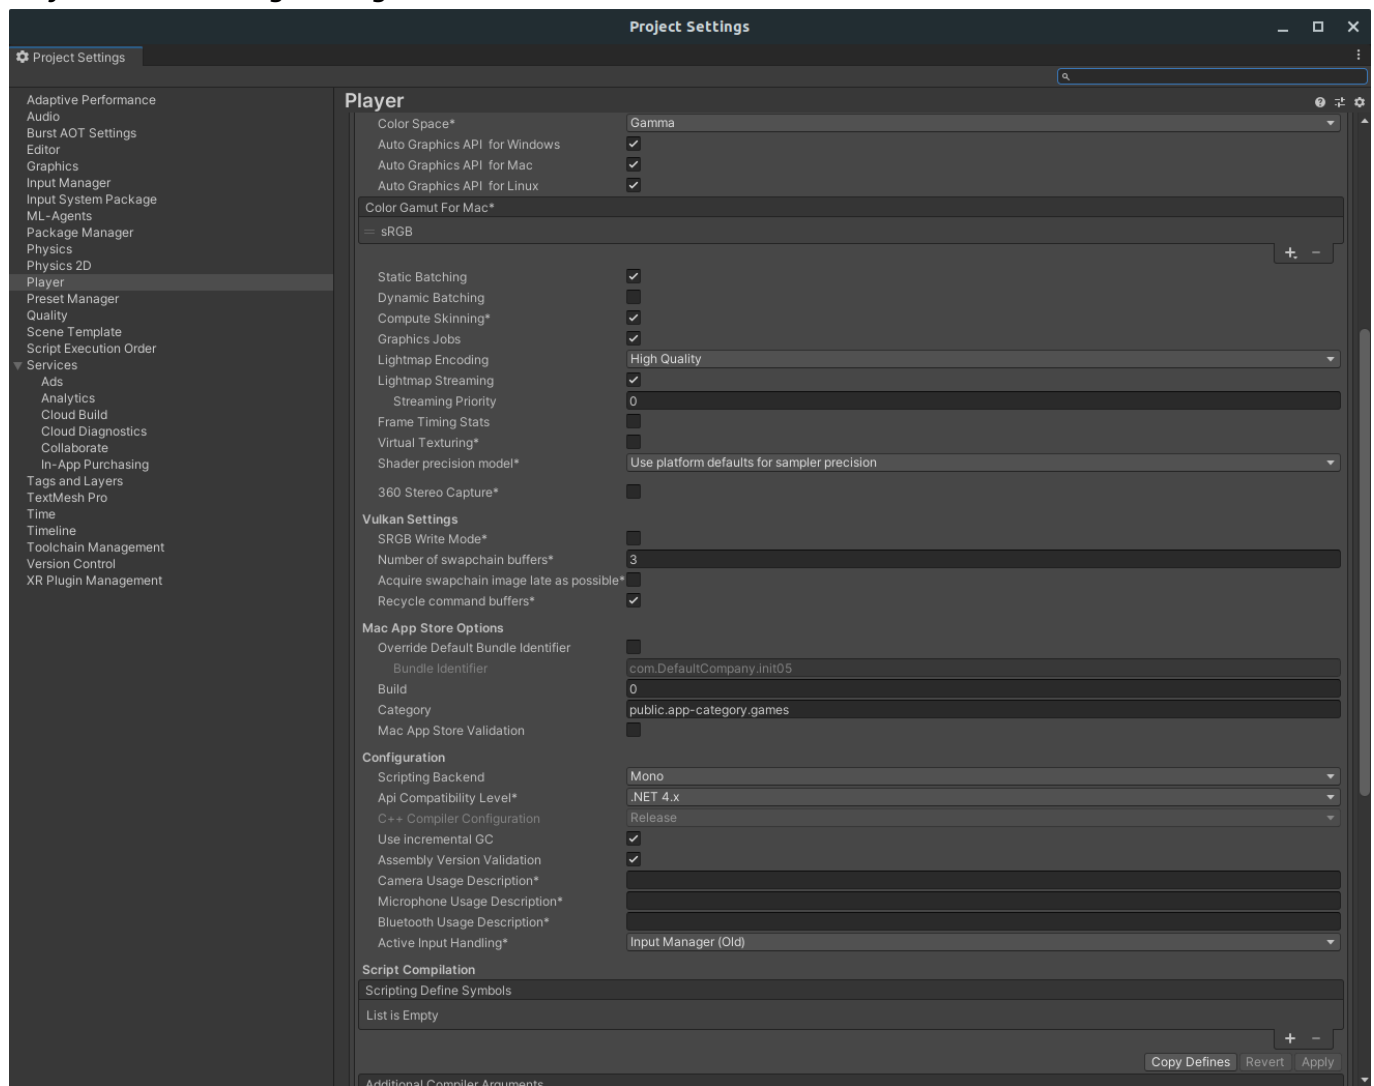 Project Settings
Project Settings
Adaptive Performance
Audio
Burst AOT Settings
Editor
Graphics
Input Manager
Input System Package
ML-Agents
Package Manager
Physics
Physics 2D
Player
Preset Manager
Quality
Scene Template
Script Execution Order
Services
Ads
Analytics
Cloud Build
Cloud Diagnostics
Collaborate
In-App Purchasing
Tags and Layers
TextMesh Pro
Time
Timeline
Toolchain Management
Version Control
XR Plugin Management
Player
Color Space* Gamma
Auto Graphics API for Windows
Auto Graphics API for Mac
Auto Graphics API for Linux
Color Gamut For Mac*
sRGB
Static Batching
Dynamic Batching
Compute Skinning*
Graphics Jobs
Lightmap Encoding High Quality
Lightmap Streaming
Streaming Priority 0
Frame Timing Stats
Virtual Texturing*
Shader precision model* Use platform defaults for sampler precision
360 Stereo Capture*
Vulkan Settings
SRGB Write Mode*
Number of swapchain buffers* 3
Acquire swapchain image late as possible*
Recycle command buffers*
Mac App Store Options
Override Default Bundle Identifier
Bundle Identifier com.DefaultCompany.init05
Build 0
Category public.app-category.games
Mac App Store Validation
Configuration
Scripting Backend Mono
Api Compatibility Level* .NET 4.x
C++ Compiler Configuration Release
Use incremental GC
Assembly Version Validation
Camera Usage Description*
Microphone Usage Description*
Bluetooth Usage Description*
Active Input Handling* Input Manager (Old)
Script Compilation
Scripting Define Symbols
List is Empty
Copy Defines Revert Apply
Additional Compiler Arguments